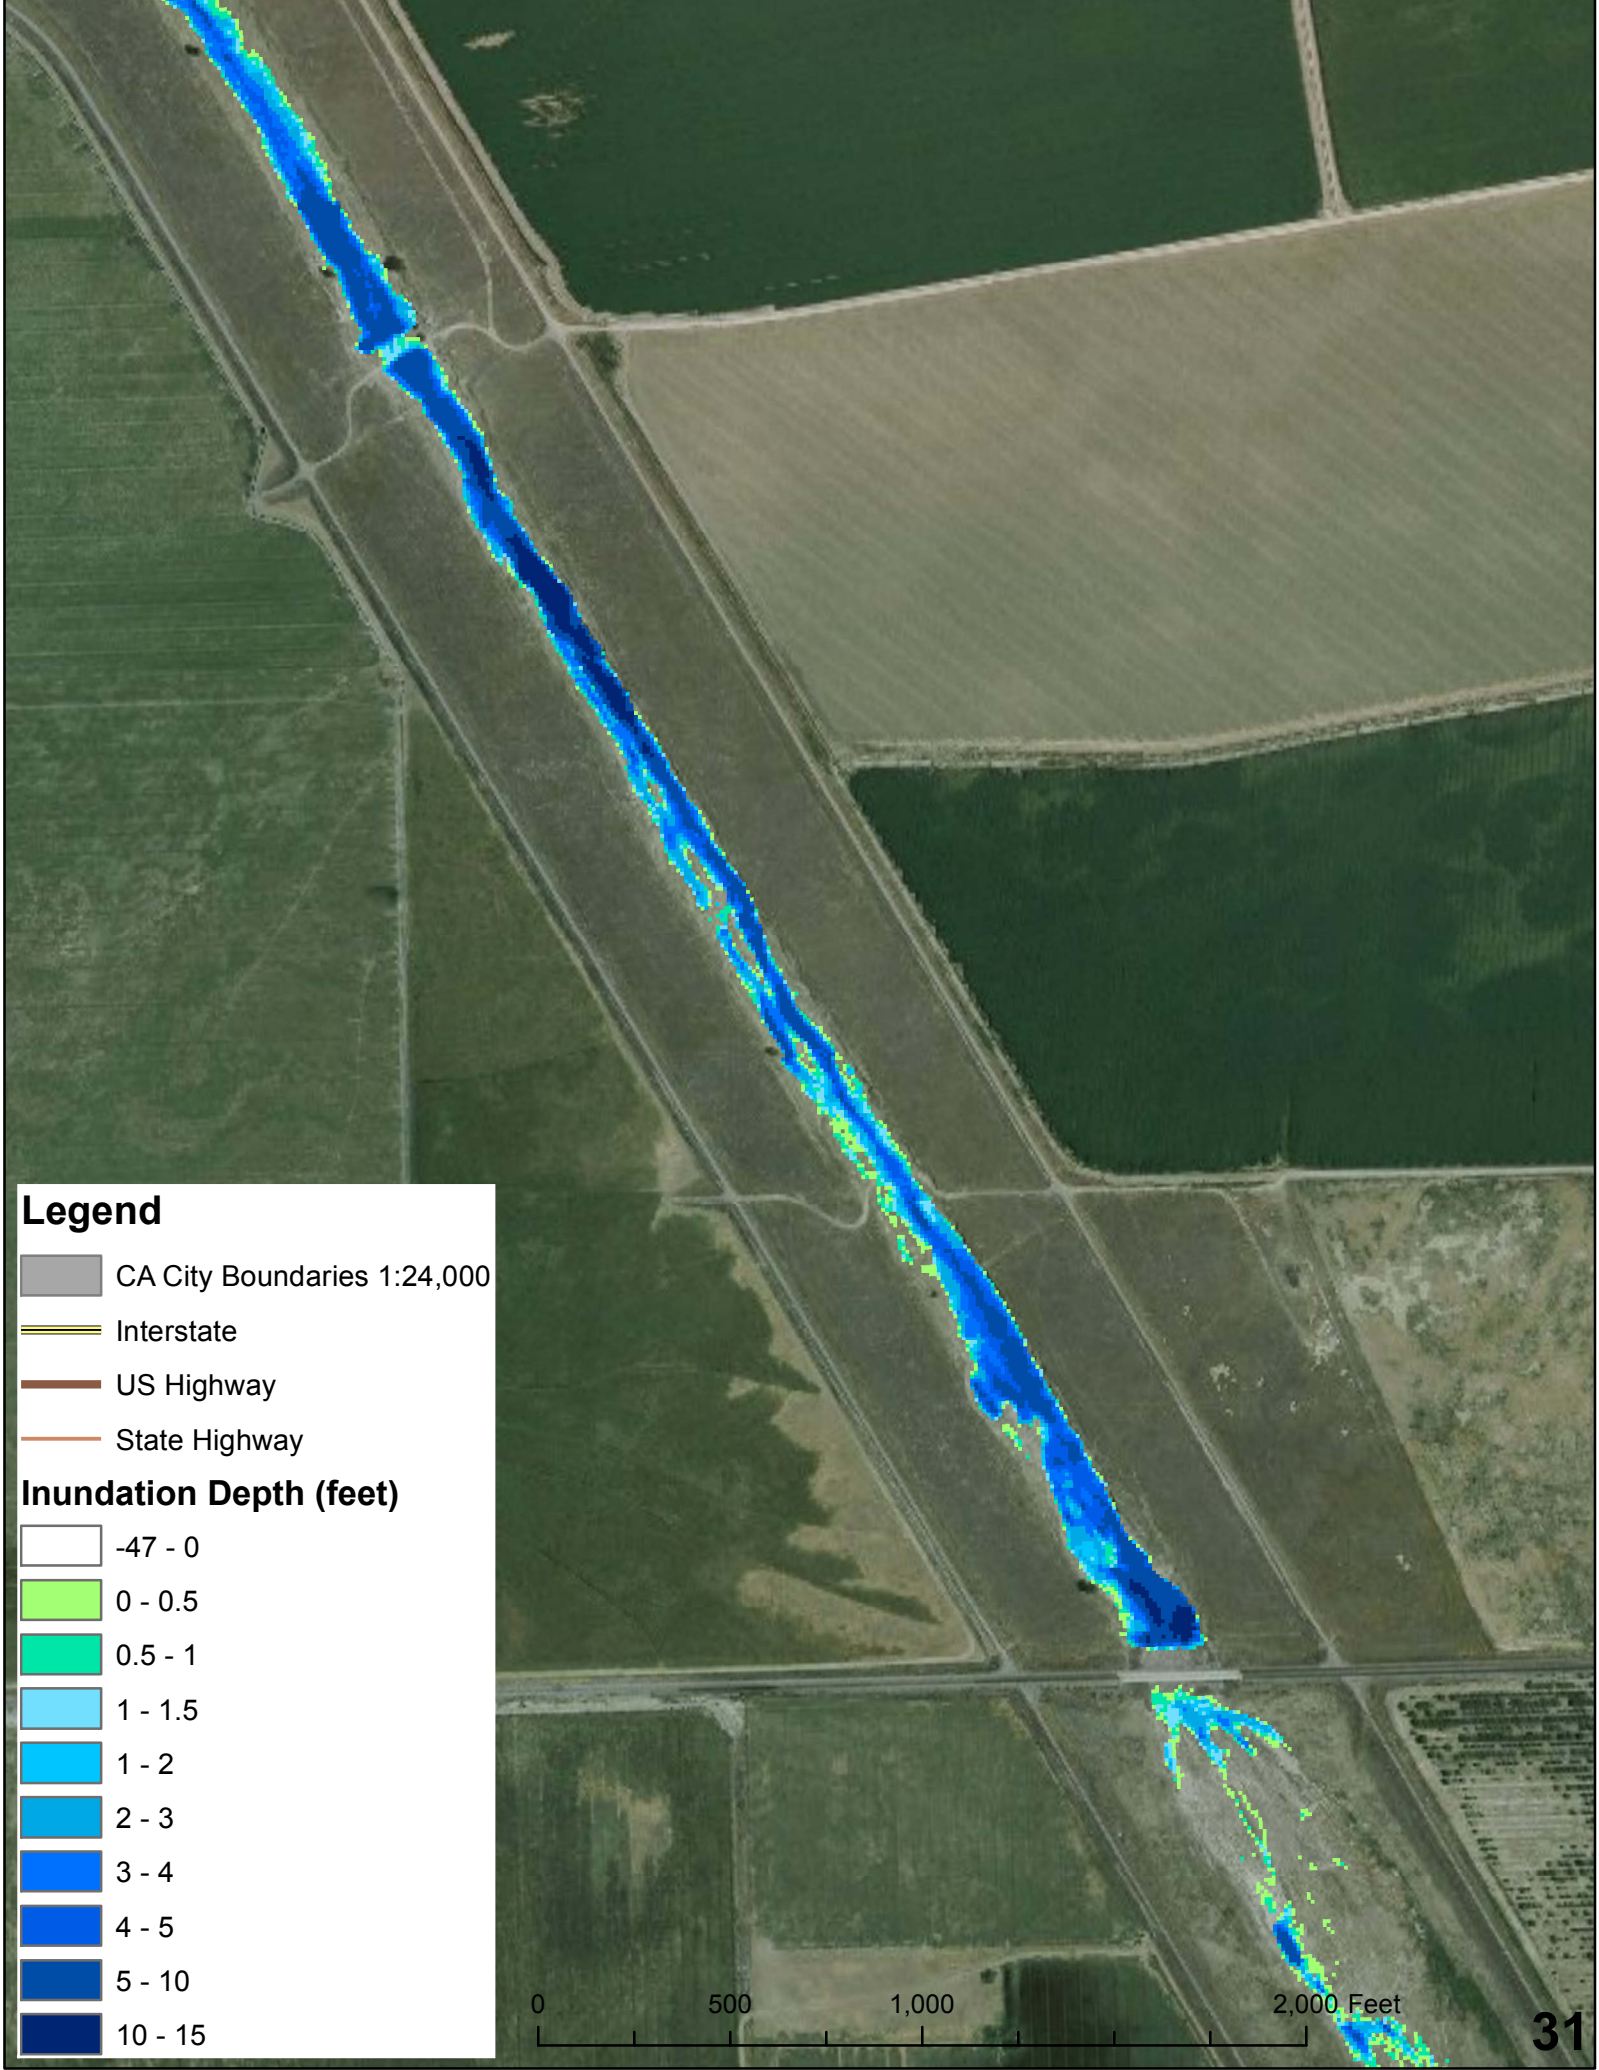 Legend
CA City Boundaries 1:24,000
Interstate
US Highway
State Highway
Inundation Depth (feet)
-47 - 0
0 - 0.5
0.5 - 1
1 - 1.5
1 - 2
2 - 3
3 - 4
4 - 5
5 - 10
10 - 15
0 500 1,000 2,000 Feet
31